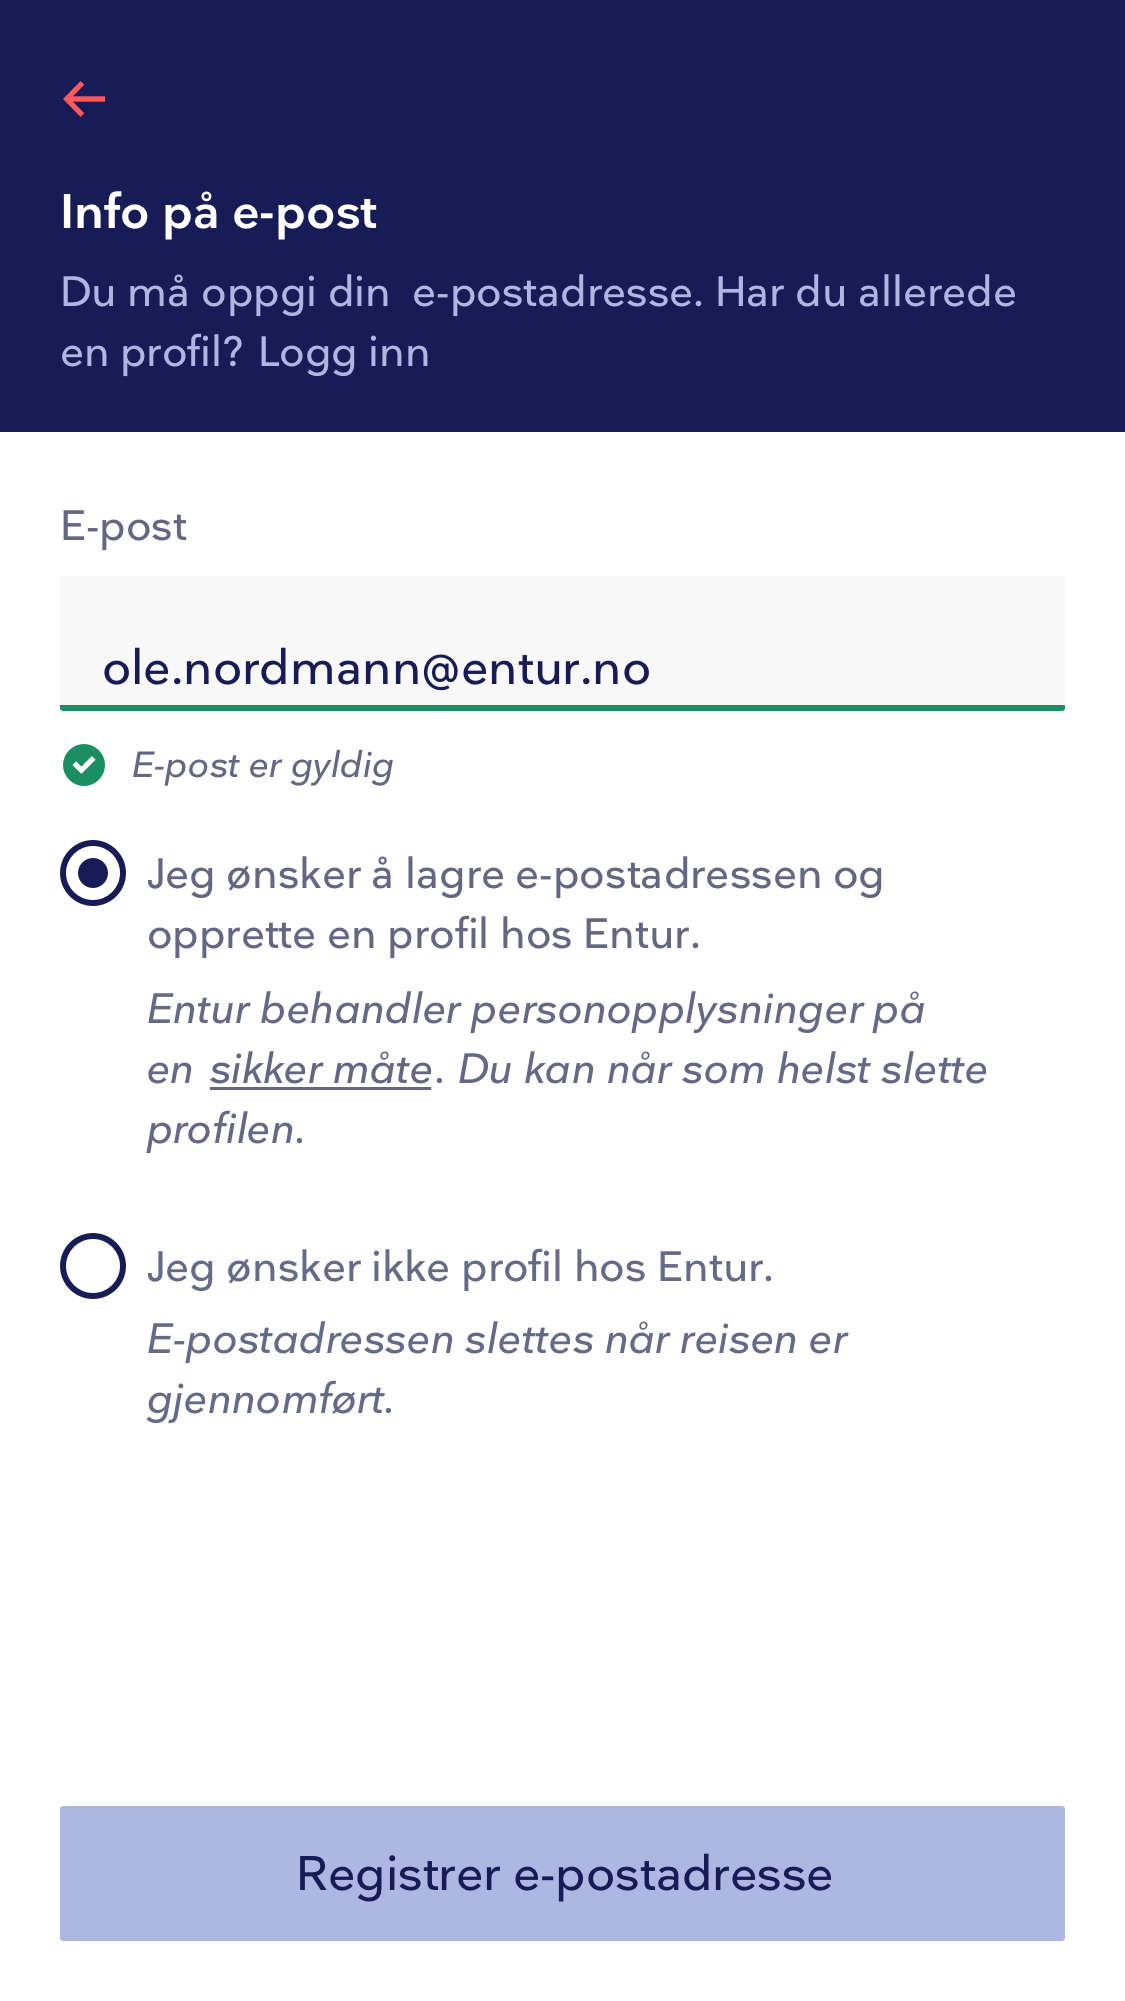 Info på e-post
Du må oppgi din e-postadresse. Har du allerede
en profil? Logg inn
E-post
ole.nordmann@entur.no
E-post er gyldig
Jeg ønsker å lagre e-postadressen og
opprette en profil hos Entur.
Entur behandler personopplysninger på
en sikker måte. Du kan når som helst slette
profilen.
Jeg ønsker ikke profil hos Entur.
E-postadressen slettes når reisen er
gjennomført.
Registrer e-postadresse